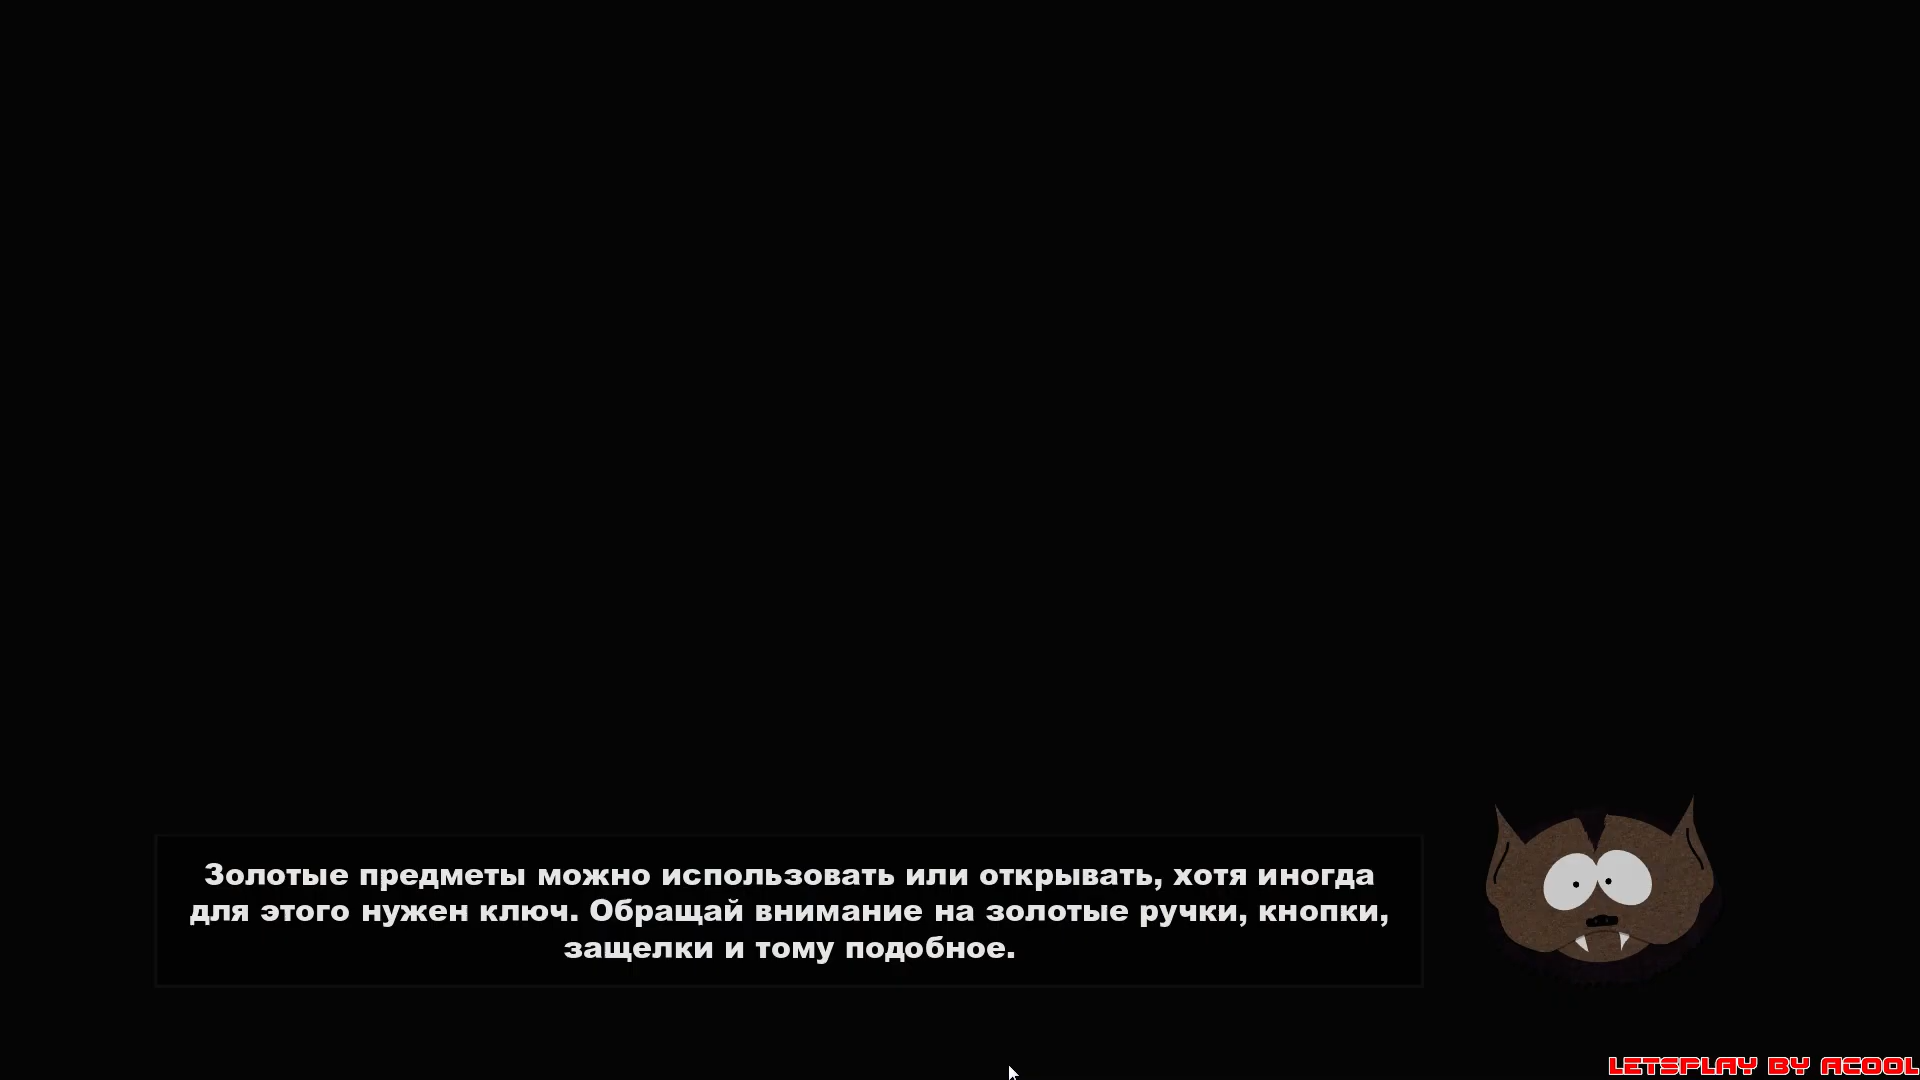 Золотые предметы можно использовать или открывать, хотя иногда
для этого нужен ключ. Обращай внимание на золотые ручки, кнопки,
защелки и тому подобное.
LETSPLAY BY ACOOL